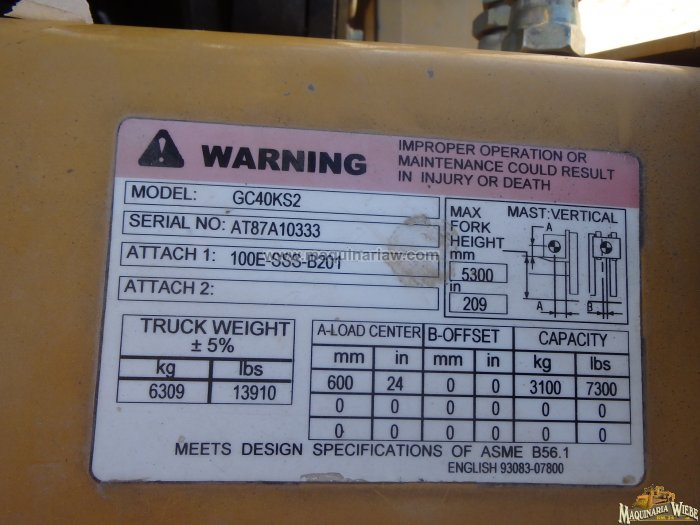 WARNING
IMPROPER OPERATION OR
MAINTENANCE COULD RESULT
IN INJURY OR DEATH
MODEL: GC40KS2
SERIAL NO: AT87A10333
ATTACH 1: 100E-SSS-B201
ATTACH 2:
www.maquinariaw.com
MAX
FORK
HEIGHT
mm
5300
in
209
MAST:VERTICAL
A
A
B
TRUCK WEIGHT
± 5%
kg lbs
6309 13910
A-LOAD CENTER B-OFFSET CAPACITY
mm in mm in kg lbs
600 24 0 0 3100 7300
0 0 0 0 0 0
0 0 0 0 0 0
MEETS DESIGN SPECIFICATIONS OF ASME B56.1
ENGLISH 93083-07800
MAQUINARIA WIEBE